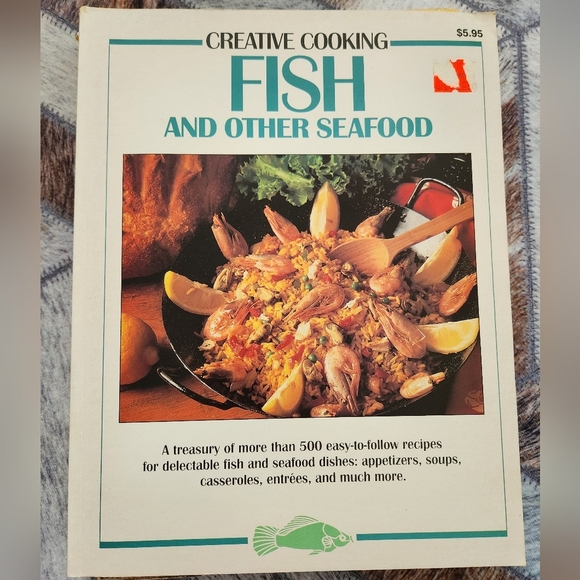 $5.95
CREATIVE COOKING
FISH
AND OTHER SEAFOOD
A treasury of more than 500 easy-to-follow recipes
for delectable fish and seafood dishes: appetizers, soups,
casseroles, entrées, and much more.